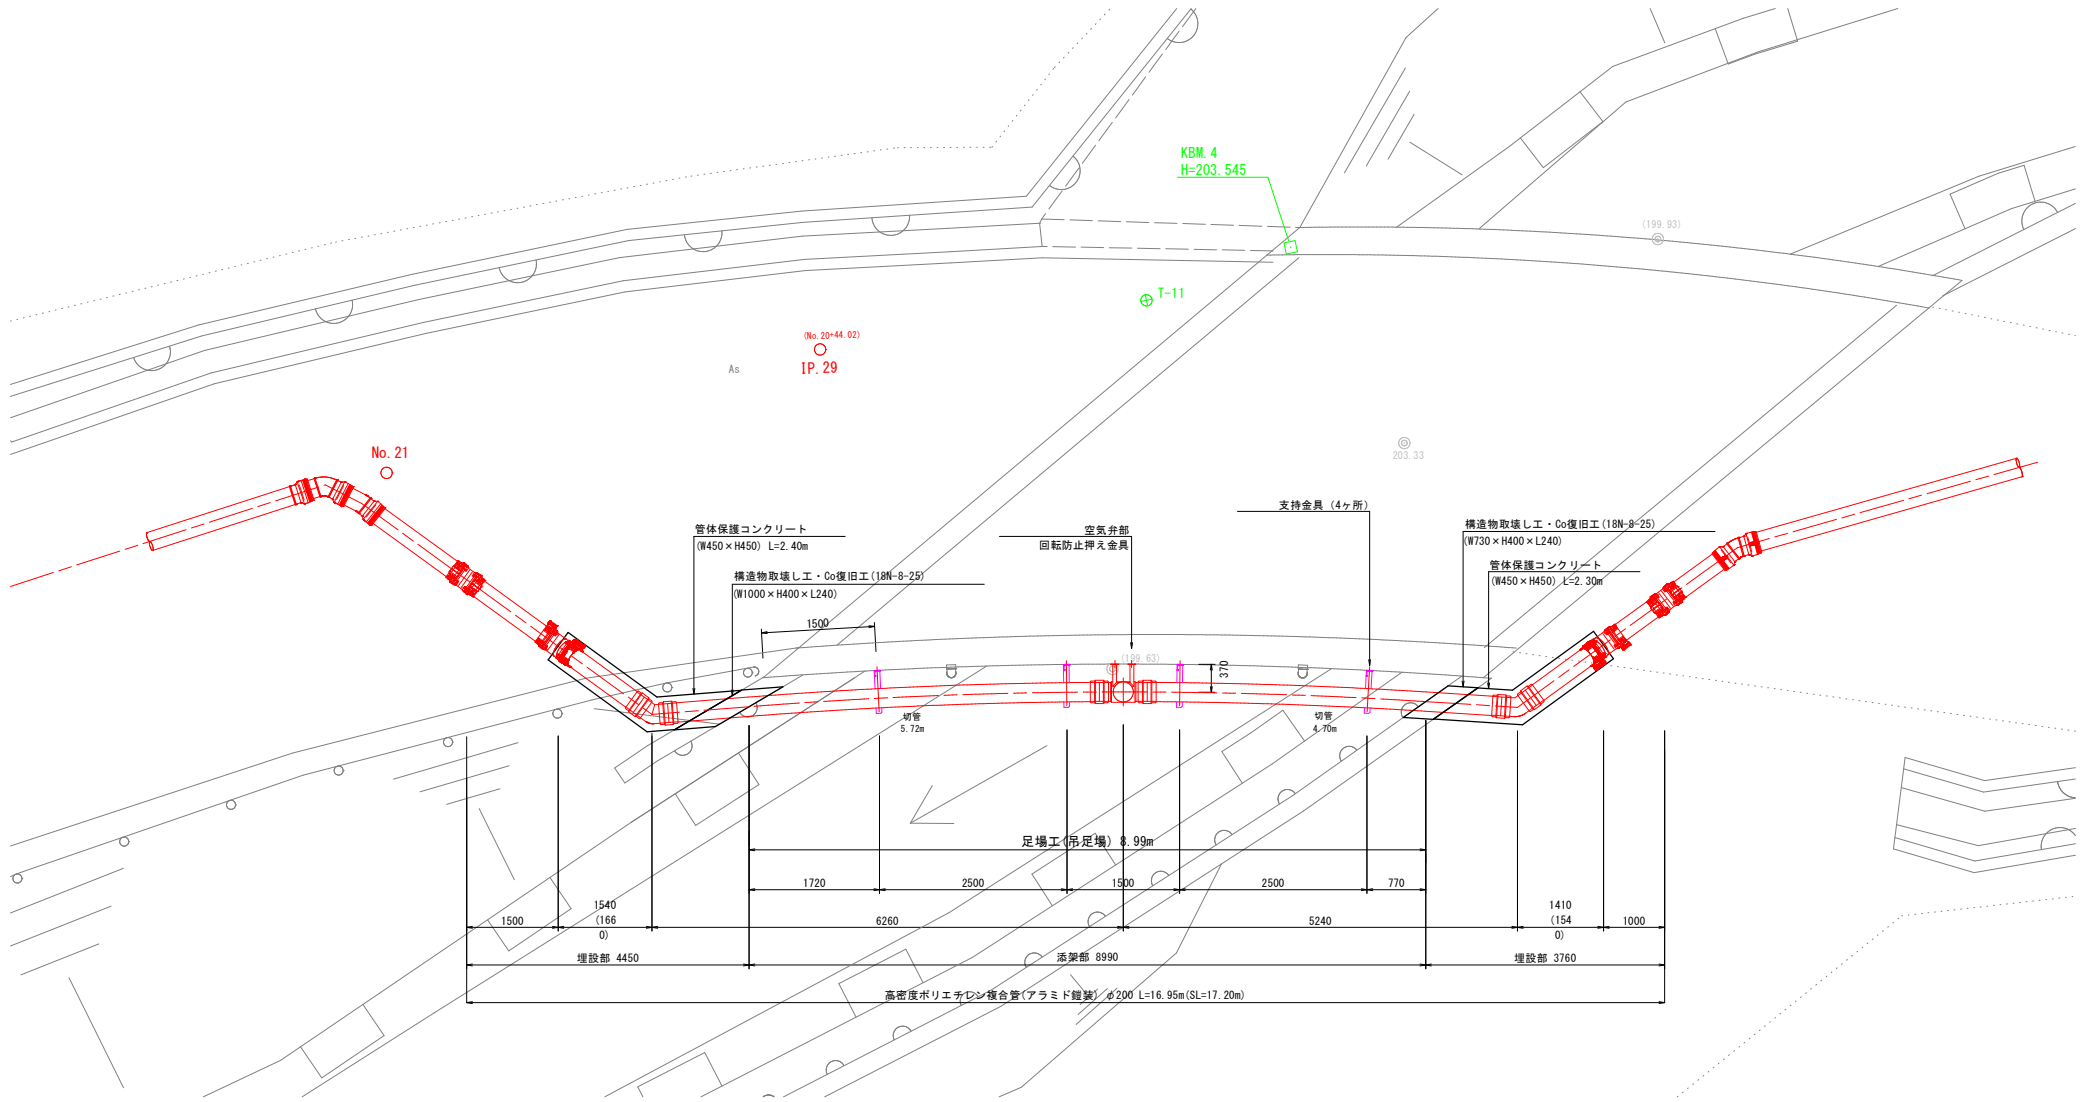 KBM.4
H=203.545
(199.93)
T-11
(No.20+44.02)
IP.29
As
No.21
203.33
支持金具 (4ヶ所)
管体保護コンクリート
(W450×H450) L=2.40m
空気弁部
回転防止押え金具
構造物取壊し工・Co復旧工(18N-8-25)
(W730×H400×L240)
構造物取壊し工・Co復旧工(18N-8-25)
(W1000×H400×L240)
管体保護コンクリート
(W450×H450) L=2.30m
1500
(199.63)
370
切管
5.72m
切管
4.70m
足場工(吊足場) 8.99m
1720
2500
1500
2500
770
1500
1540
(166
0)
6260
5240
1410
(154
0)
1000
埋設部 4450
添架部 8990
埋設部 3760
高密度ポリエチレン複合管(アラミド鎧装) φ200 L=16.95m(SL=17.20m)